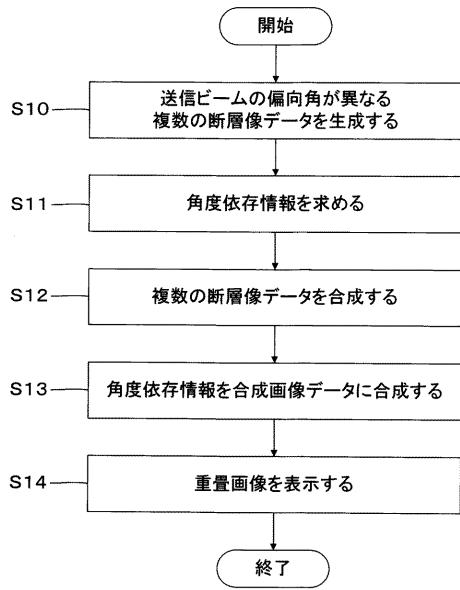 開始
S10
送信ビームの偏向角が異なる
複数の断層像データを生成する
S11
角度依存情報を求める
S12
複数の断層像データを合成する
S13
角度依存情報を合成画像データに合成する
S14
重畳画像を表示する
終了